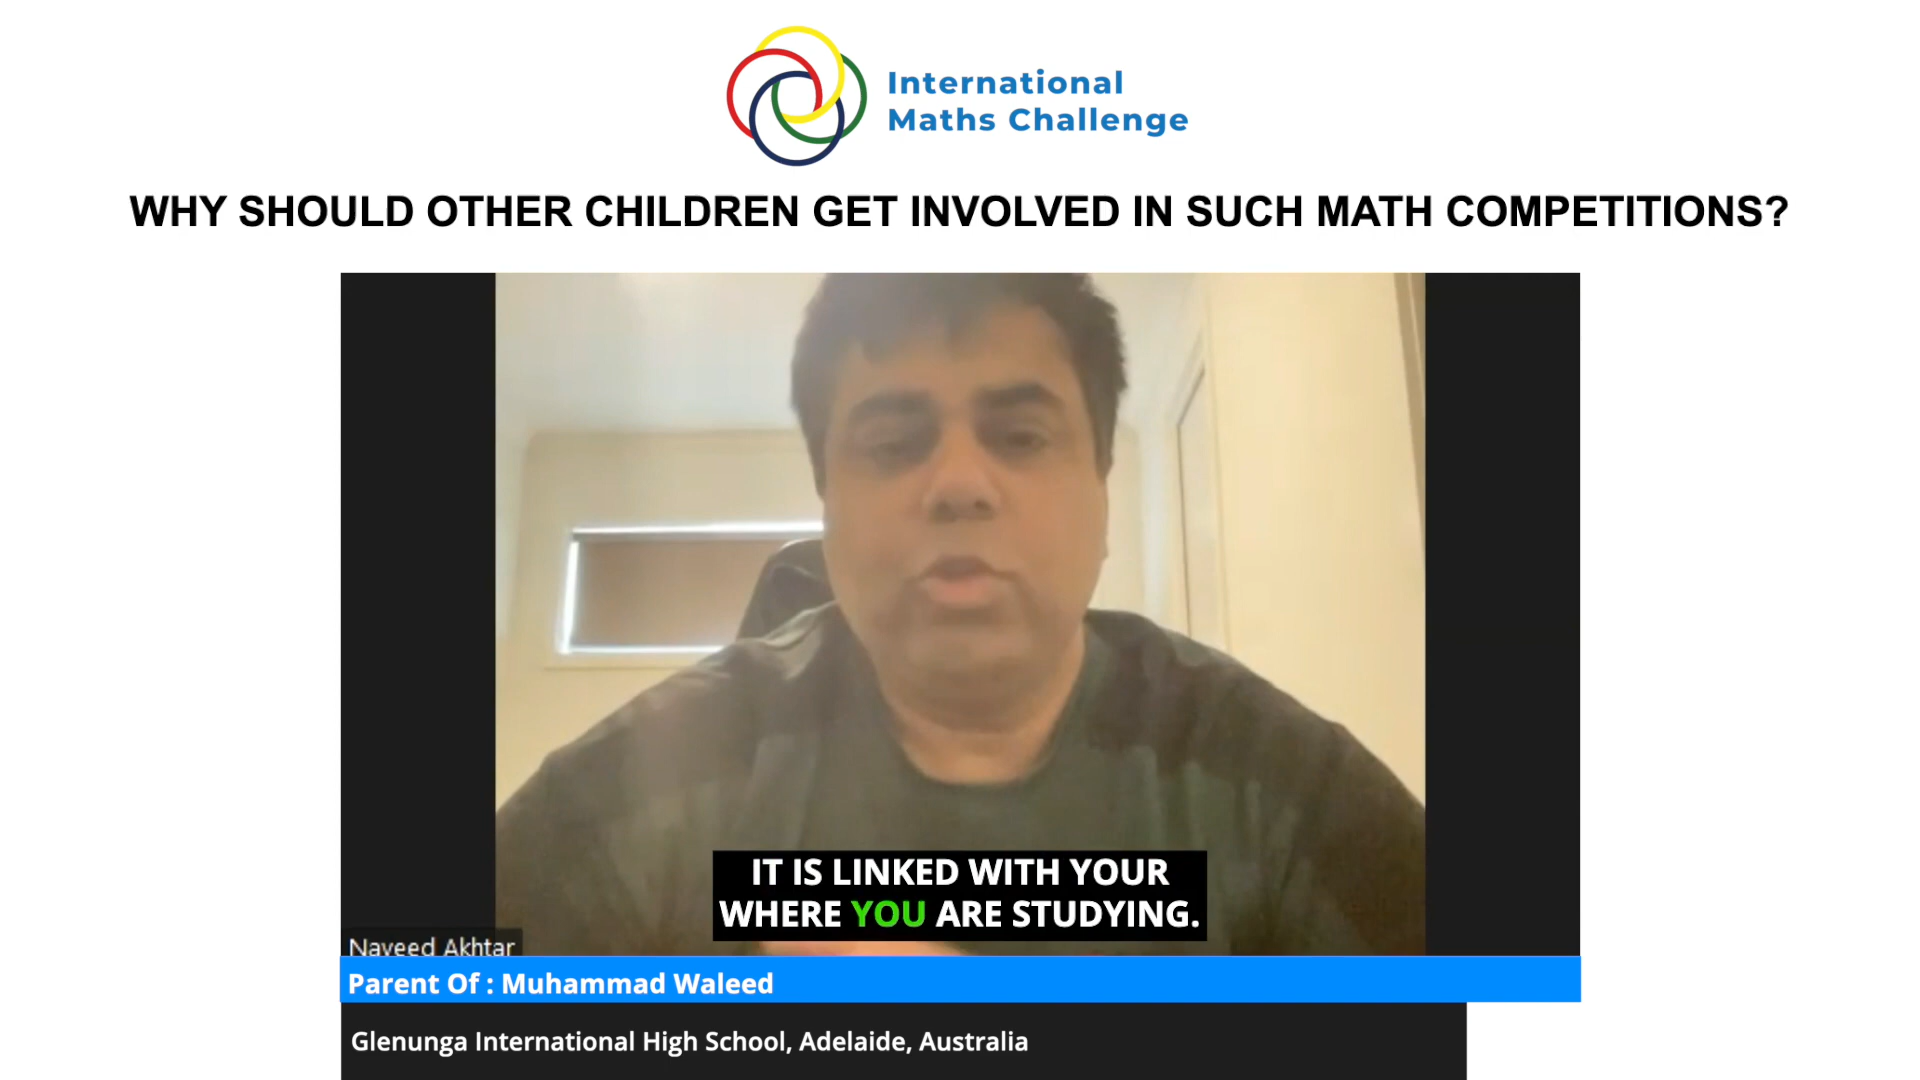 International
Maths Challenge
WHY SHOULD OTHER CHILDREN GET INVOLVED IN SUCH MATH COMPETITIONS?
IT IS LINKED WITH YOUR
WHERE YOU ARE STUDYING.
Naveed Akhtar
Parent Of : Muhammad Waleed
Glenunga International High School, Adelaide, Australia